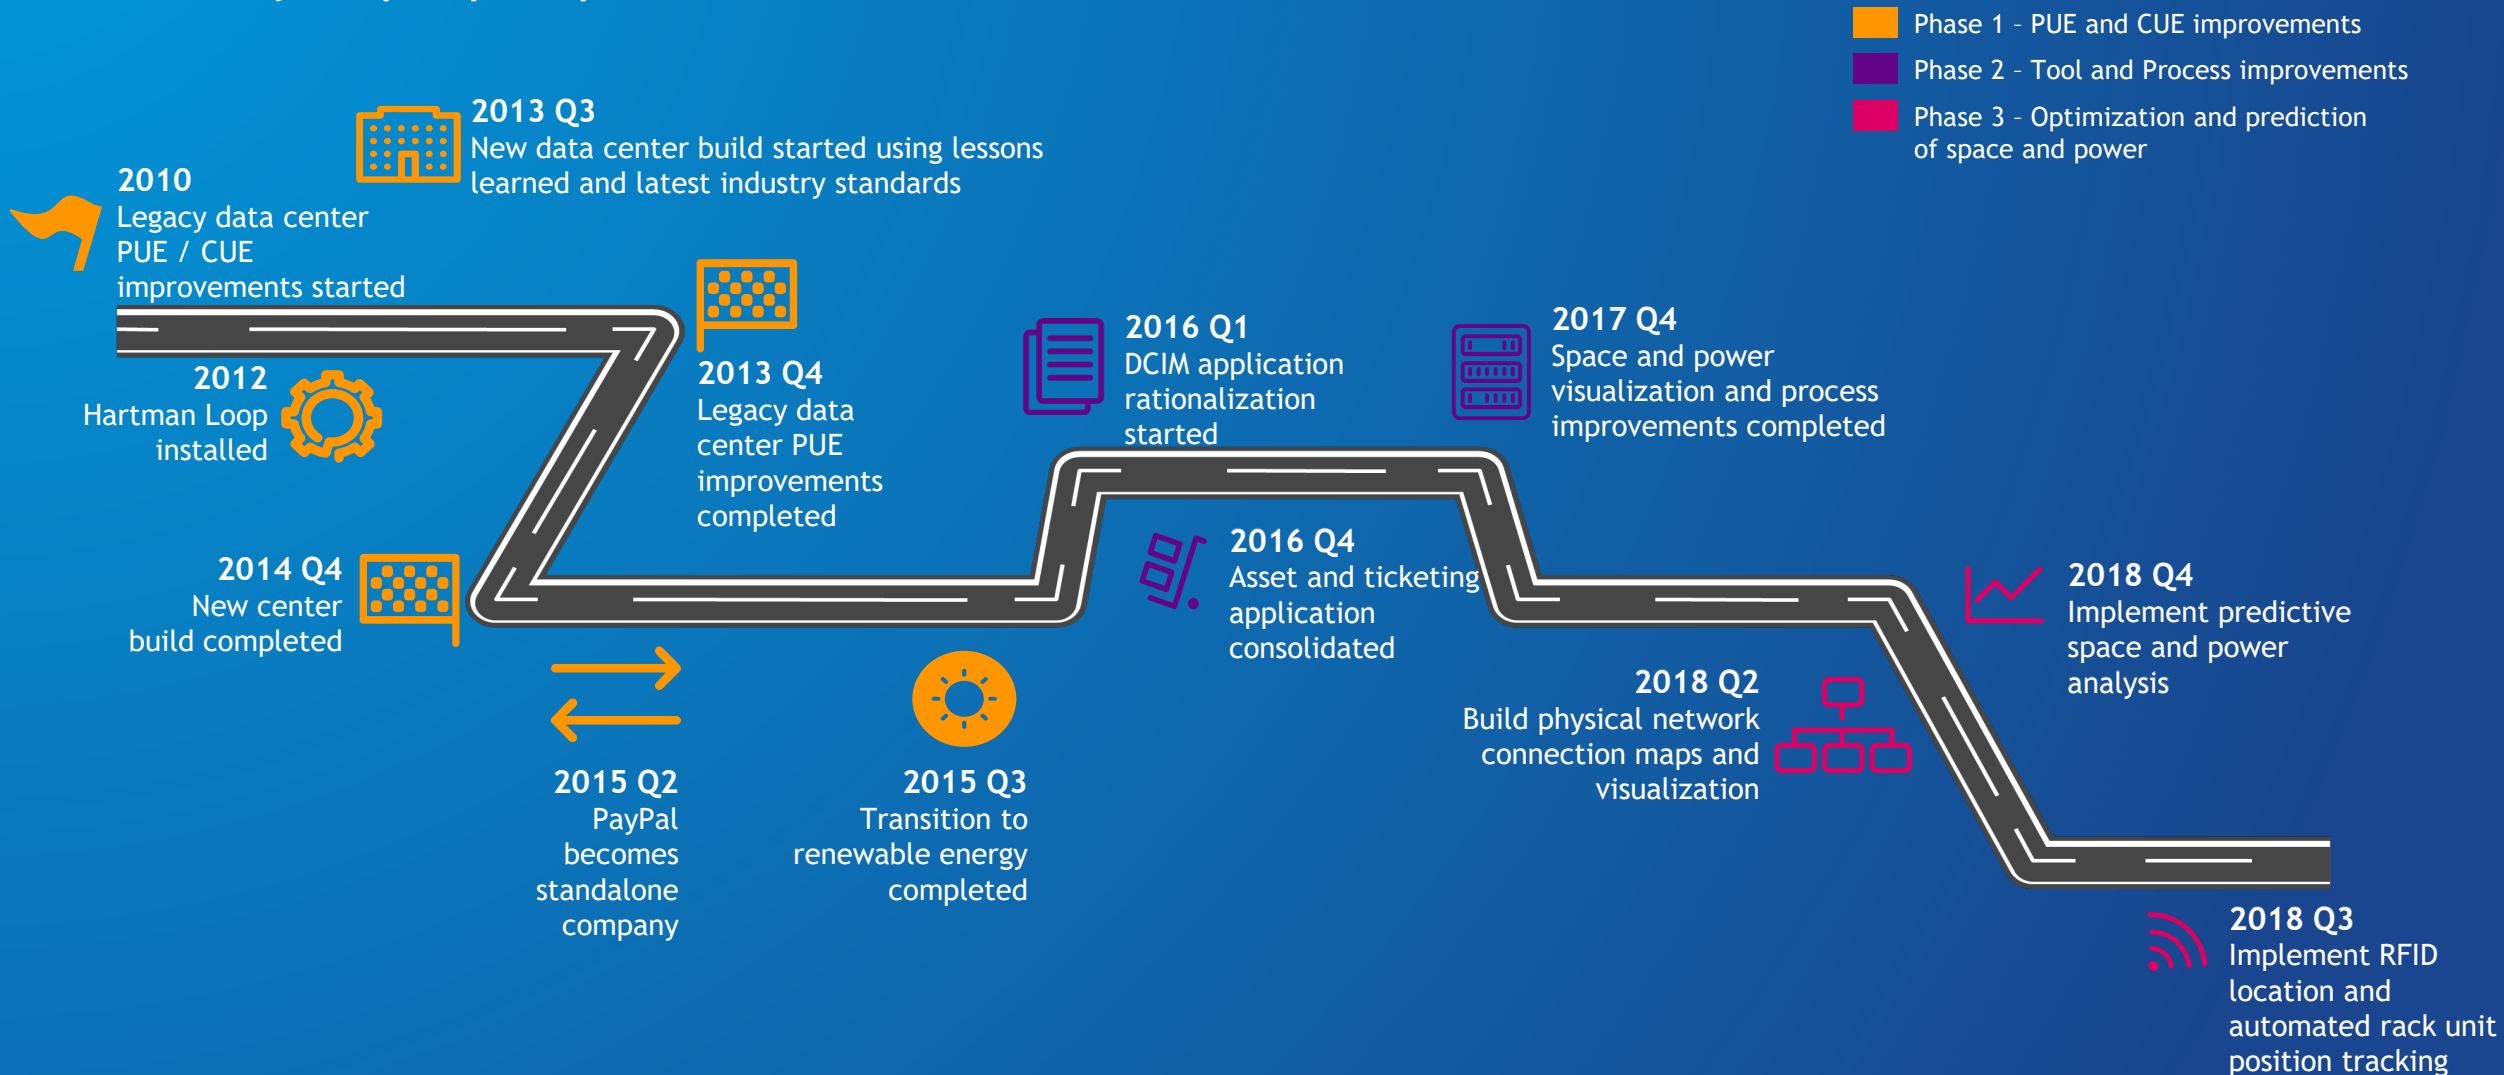 Phase 1 – PUE and CUE improvements
Phase 2 – Tool and Process improvements
Phase 3 – Optimization and prediction
of space and power
2010
Legacy data center
PUE / CUE
improvements started
2013 Q3
New data center build started using lessons
learned and latest industry standards
2012
Hartman Loop
installed
2013 Q4
Legacy data
center PUE
improvements
completed
2014 Q4
New center
build completed
2015 Q2
PayPal
becomes
standalone
company
2015 Q3
Transition to
renewable energy
completed
2016 Q1
DCIM application
rationalization
started
2016 Q4
Asset and ticketing
application
consolidated
2017 Q4
Space and power
visualization and process
improvements completed
2018 Q2
Build physical network
connection maps and
visualization
2018 Q4
Implement predictive
space and power
analysis
2018 Q3
Implement RFID
location and
automated rack unit
position tracking